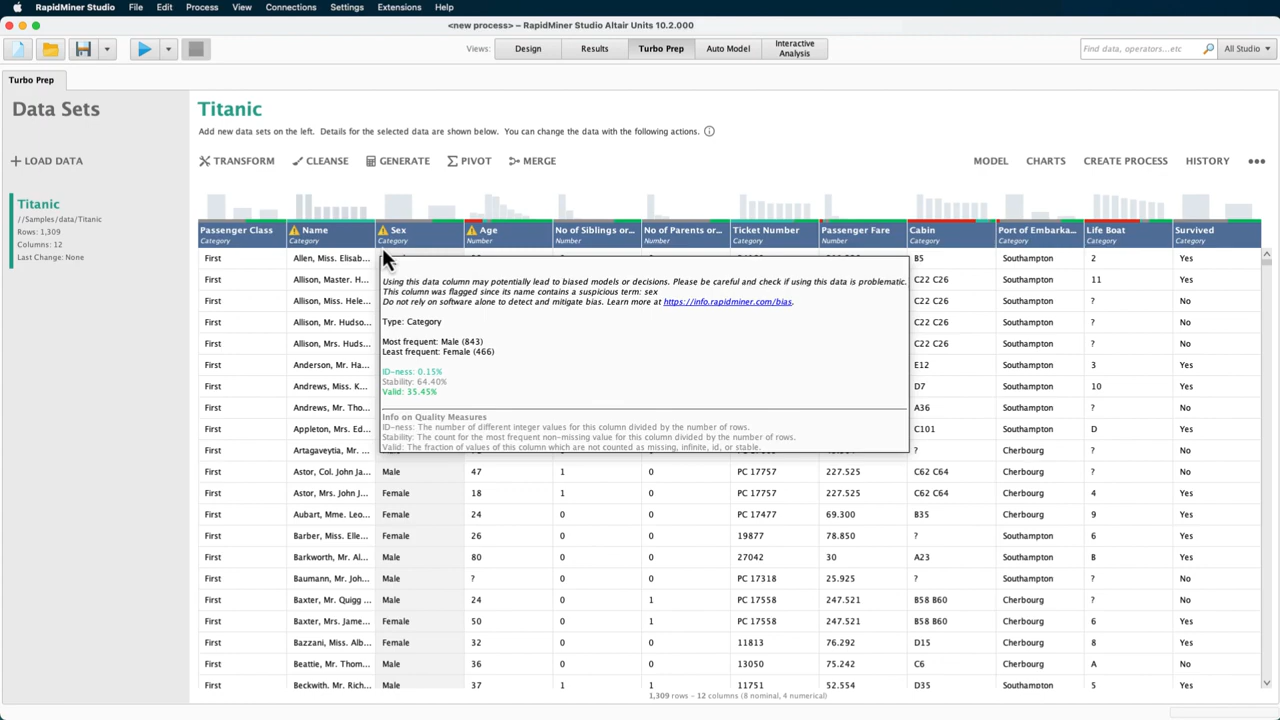 RapidMiner Studio File Edit Process View Connections Settings Extensions Help
<new process> – RapidMiner Studio Altair Units 10.2.000
Views: Design Results Turbo Prep Auto Model Interactive Analysis Find data, operators...etc All Studio
Turbo Prep
Data Sets
Titanic
Add new data sets on the left. Details for the selected data are shown below. You can change the data with the following actions.
LOAD DATA
TRANSFORM CLEANSE GENERATE PIVOT MERGE MODEL CHARTS CREATE PROCESS HISTORY
Titanic
//Samples/data/Titanic
Rows: 1,309
Columns: 12
Last Change: None
Passenger Class Name Sex Age No of Siblings or... No of Parents or... Ticket Number Passenger Fare Cabin Port of Embarka... Life Boat Survived
Category Category Category Number Number Number Category Number Category Category Category Category
First Allen, Miss. Elisab... B5 Southampton 2 Yes
First Allison, Master. H... C22 C26 Southampton 11 Yes
First Allison, Miss. Hele... C22 C26 Southampton ? No
First Allison, Mr. Hudso... C22 C26 Southampton ? No
First Allison, Mrs. Huds... C22 C26 Southampton ? No
First Anderson, Mr. Ha... E12 Southampton 3 Yes
First Andrews, Miss. K... D7 Southampton 10 Yes
First Andrews, Mr. Tho... A36 Southampton ? No
First Appleton, Mrs. Ed... C101 Southampton D Yes
First Artagaveytia, Mr. ... ? Cherbourg ? No
Using this data column may potentially lead to biased models or decisions. Please be careful and check if using this data is problematic.
This column was flagged since its name contains a suspicious term: sex
Do not rely on software alone to detect and mitigate bias. Learn more at https://info.rapidminer.com/bias.
Type: Category
Most frequent: Male (843)
Least frequent: Female (466)
ID-ness: 0.15%
Stability: 64.40%
Valid: 35.45%
Info on Quality Measures
ID-ness: The number of different integer values for this column divided by the number of rows.
Stability: The count for the most frequent non-missing value for this column divided by the number of rows.
Valid: The fraction of values of this column which are not counted as missing, infinite, id, or stable.
First Astor, Col. John Ja... Male 47 1 0 PC 17757 227.525 C62 C64 Cherbourg ? No
First Astor, Mrs. John J... Female 18 1 0 PC 17757 227.525 C62 C64 Cherbourg 4 Yes
First Aubart, Mme. Leo... Female 24 0 0 PC 17477 69.300 B35 Cherbourg 9 Yes
First Barber, Miss. Elle... Female 26 0 0 19877 78.850 ? Southampton 6 Yes
First Barkworth, Mr. Al... Male 80 0 0 27042 30 A23 Southampton B Yes
First Baumann, Mr. Joh... Male ? 0 0 PC 17318 25.925 ? Southampton ? No
First Baxter, Mr. Quigg ... Male 24 0 1 PC 17558 247.521 B58 B60 Cherbourg ? No
First Baxter, Mrs. Jame... Female 50 0 1 PC 17558 247.521 B58 B60 Cherbourg 6 Yes
First Bazzani, Miss. Alb... Female 32 0 0 11813 76.292 D15 Cherbourg 8 Yes
First Beattie, Mr. Thom... Male 36 0 0 13050 75.242 C6 Cherbourg A No
First Beckwith, Mr. Rich... Male 37 1 1 11751 52.554 D35 Southampton 5 Yes
1,309 rows – 12 columns (8 nominal, 4 numerical)